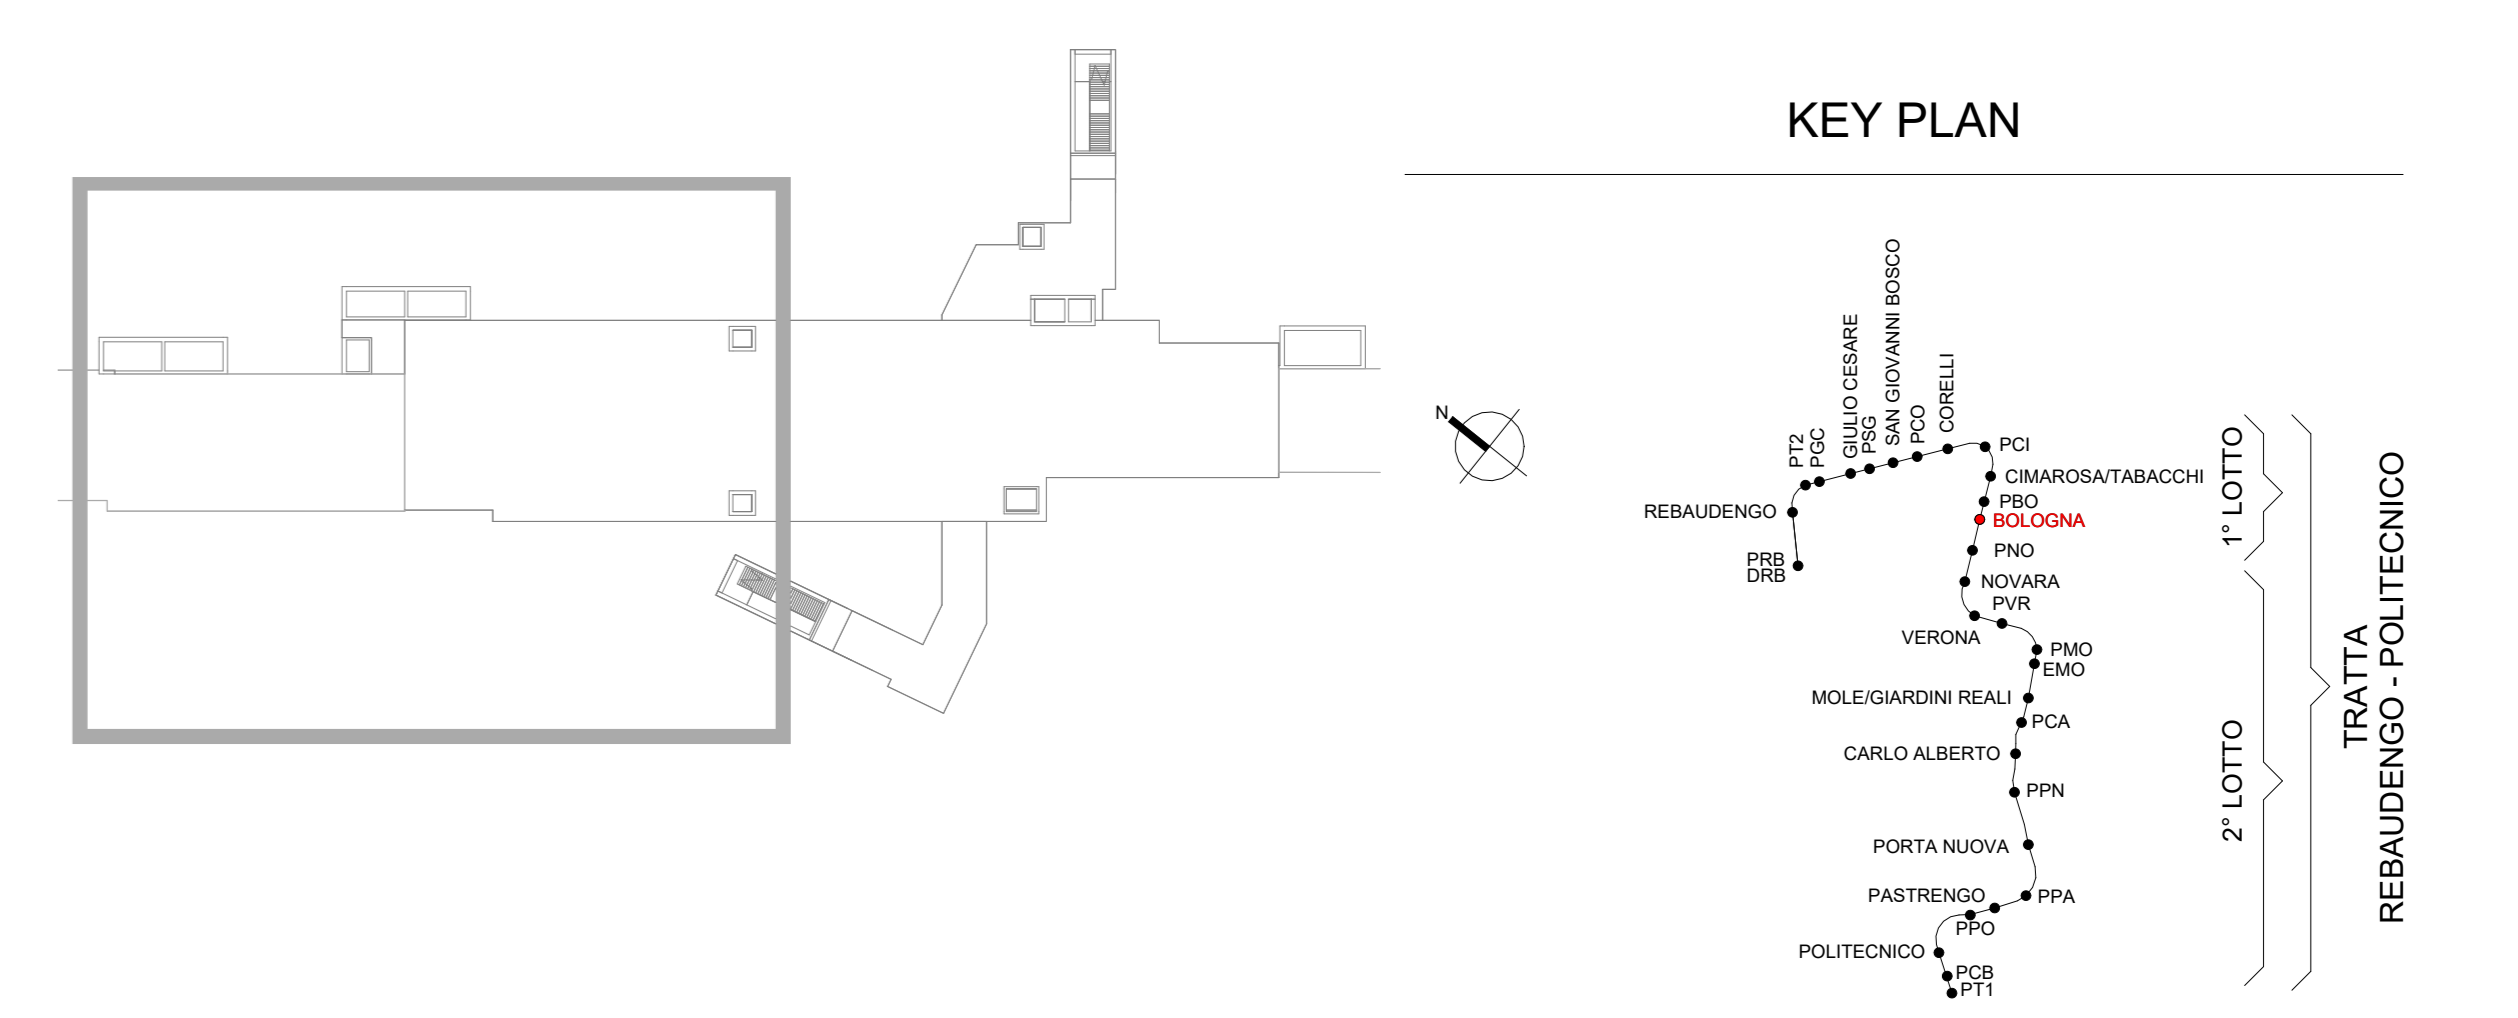 KEY PLAN
N
PT2
PGC
GIULIO CESARE
PSG
SAN GIOVANNI BOSCO
PCO
CORELLI
PCI
CIMAROSA/TABACCHI
PBO
REBAUDENGO
BOLOGNA
PNO
PRB
DRB
NOVARA
PVR
VERONA
PMO
EMO
MOLE/GIARDINI REALI
PCA
CARLO ALBERTO
PPN
PORTA NUOVA
PASTRENGO
PPA
PPO
POLITECNICO
PCB
PT1
1° LOTTO
2° LOTTO
TRATTA
REBAUDENGO - POLITECNICO